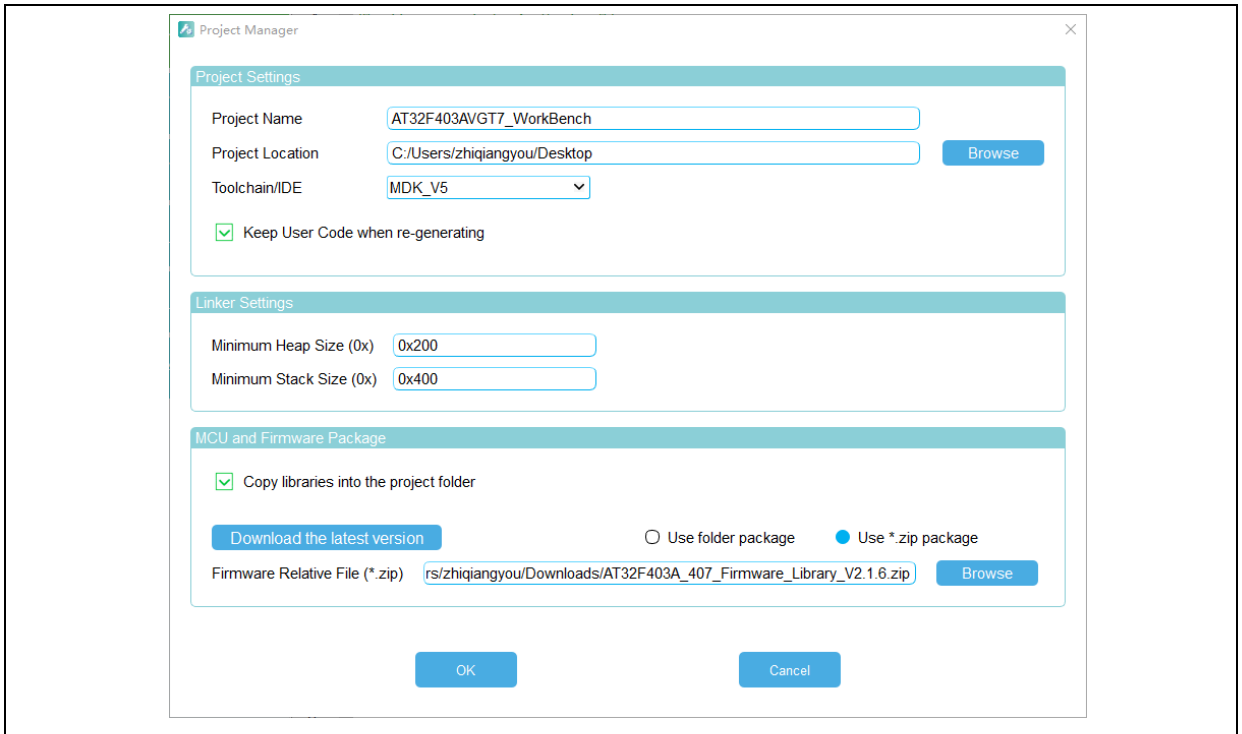 Project Manager
Project Settings
Project Name AT32F403AVGT7_WorkBench
Project Location C:/Users/zhiqiangyou/Desktop Browse
Toolchain/IDE MDK_V5
Keep User Code when re-generating
Linker Settings
Minimum Heap Size (0x) 0x200
Minimum Stack Size (0x) 0x400
MCU and Firmware Package
Copy libraries into the project folder
Download the latest version Use folder package Use *.zip package
Firmware Relative File (*.zip) rs/zhiqiangyou/Downloads/AT32F403A_407_Firmware_Library_V2.1.6.zip Browse
OK Cancel